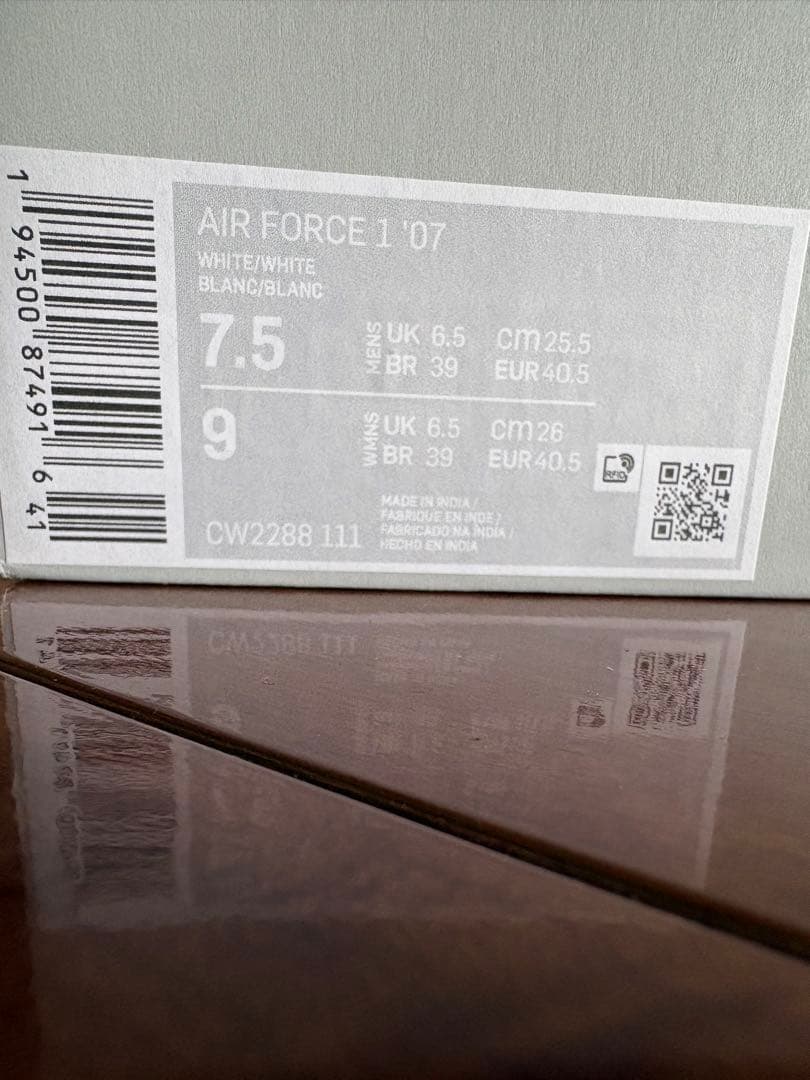 1 94500 87491 6 41
AIR FORCE 1 '07
WHITE/WHITE
BLANC/BLANC
7.5 MENS UK 6.5 cm 25.5
BR 39 EUR 40.5
9 WMNS UK 6.5 cm 26
BR 39 EUR 40.5
RFID
CW2288 111
MADE IN INDIA /
FABRIQUE EN INDE /
FABRICADO NA INDIA /
HECHO EN INDIA